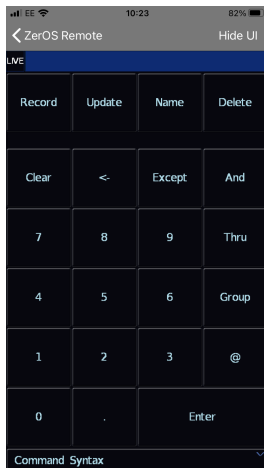 EE 10:23 82%
ZerOS Remote Hide UI
LIVE
Record Update Name Delete
Clear <- Except And
7 8 9 Thru
4 5 6 Group
1 2 3 @
0 . Enter
Command Syntax